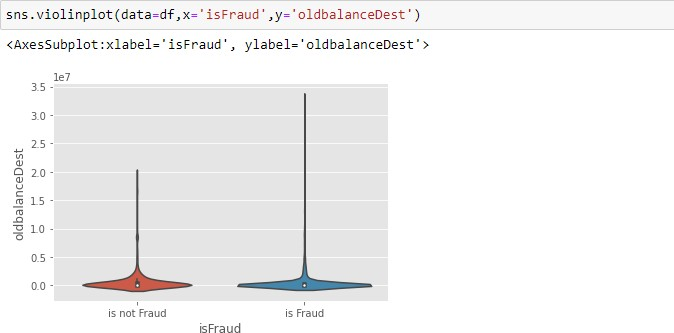 sns.violinplot(data=df,x='isFraud',y='oldbalanceDest')
<AxesSubplot:xlabel='isFraud', ylabel='oldbalanceDest'>
1e7
3.5
3.0
2.5
2.0
1.5
1.0
0.5
0.0
oldbalanceDest
is not Fraud
is Fraud
isFraud